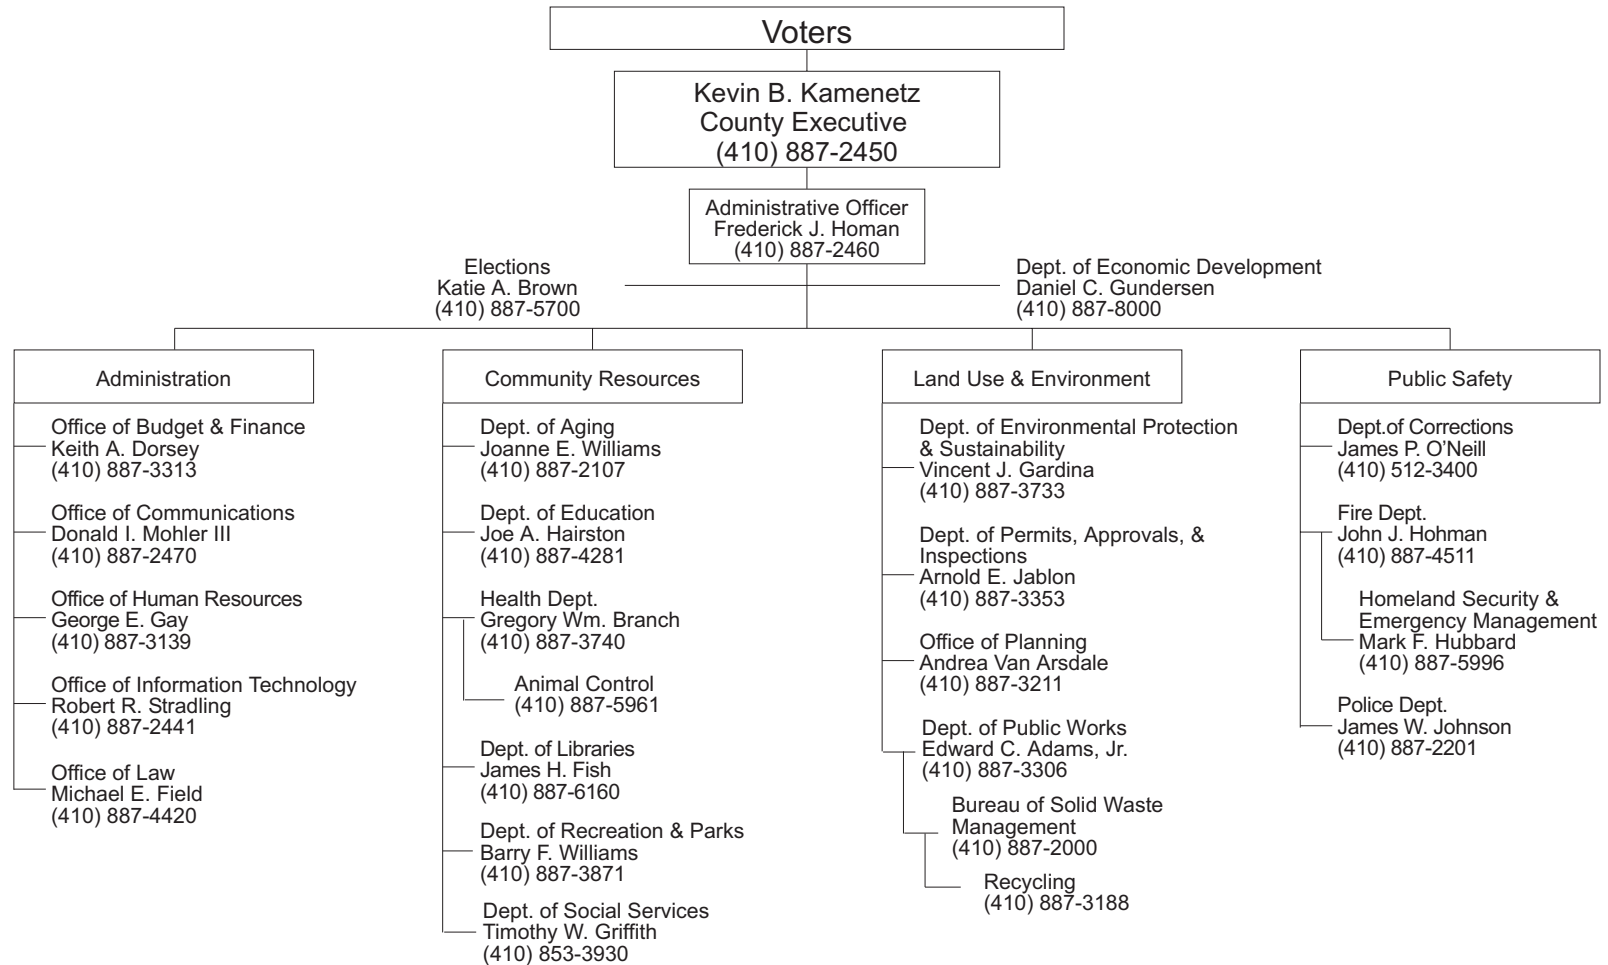 Voters
Kevin B. Kamenetz
County Executive
(410) 887-2450
Administrative Officer
Frederick J. Homan
(410) 887-2460
Elections
Katie A. Brown
(410) 887-5700
Dept. of Economic Development
Daniel C. Gundersen
(410) 887-8000
Administration
Office of Budget & Finance
Keith A. Dorsey
(410) 887-3313
Office of Communications
Donald I. Mohler III
(410) 887-2470
Office of Human Resources
George E. Gay
(410) 887-3139
Office of Information Technology
Robert R. Stradling
(410) 887-2441
Office of Law
Michael E. Field
(410) 887-4420
Community Resources
Dept. of Aging
Joanne E. Williams
(410) 887-2107
Dept. of Education
Joe A. Hairston
(410) 887-4281
Health Dept.
Gregory Wm. Branch
(410) 887-3740
Animal Control
(410) 887-5961
Dept. of Libraries
James H. Fish
(410) 887-6160
Dept. of Recreation & Parks
Barry F. Williams
(410) 887-3871
Dept. of Social Services
Timothy W. Griffith
(410) 853-3930
Land Use & Environment
Dept. of Environmental Protection
& Sustainability
Vincent J. Gardina
(410) 887-3733
Dept. of Permits, Approvals, &
Inspections
Arnold E. Jablon
(410) 887-3353
Office of Planning
Andrea Van Arsdale
(410) 887-3211
Dept. of Public Works
Edward C. Adams, Jr.
(410) 887-3306
Bureau of Solid Waste
Management
(410) 887-2000
Recycling
(410) 887-3188
Public Safety
Dept.of Corrections
James P. O’Neill
(410) 512-3400
Fire Dept.
John J. Hohman
(410) 887-4511
Homeland Security &
Emergency Management
Mark F. Hubbard
(410) 887-5996
Police Dept.
James W. Johnson
(410) 887-2201